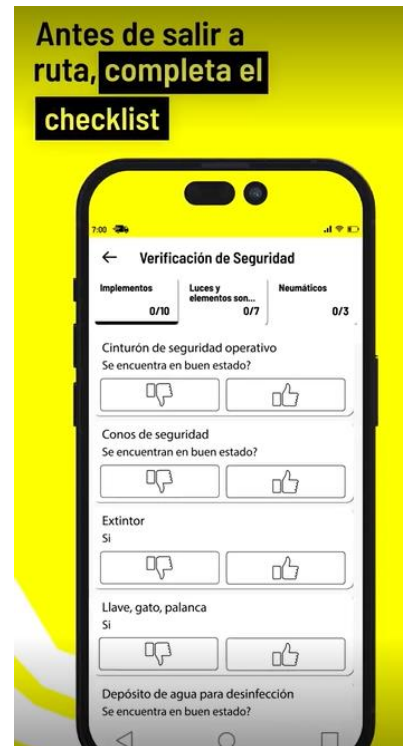 Antes de salir a
ruta, completa el
checklist
7:00
Verificación de Seguridad
Implementos
0/10
Luces y
elementos son...
0/7
Neumáticos
0/3
Cinturón de seguridad operativo
Se encuentra en buen estado?
Conos de seguridad
Se encuentran en buen estado?
Extintor
Si
Llave, gato, palanca
Si
Depósito de agua para desinfección
Se encuentra en buen estado?